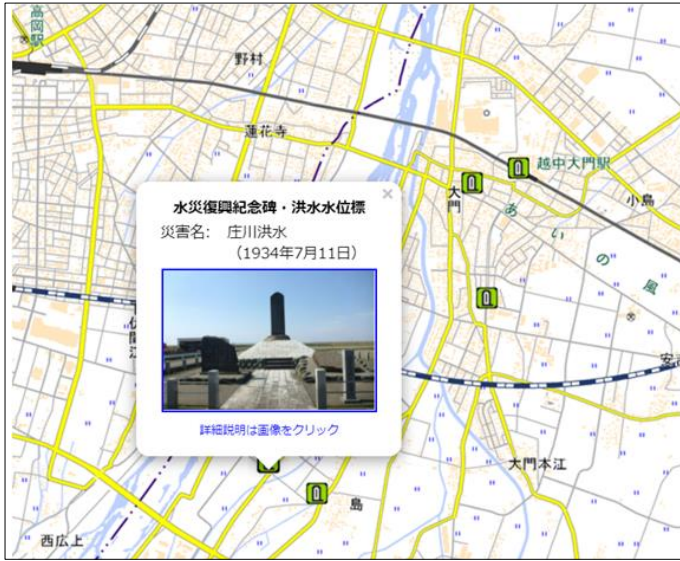 高岡駅
野村
蓮花寺
越中大門駅
大門
小島
あいの風
×
水災復興紀念碑・洪水水位標
災害名： 庄川洪水
（1934年7月11日）
詳細説明は画像をクリック
大門本江
島
西広上